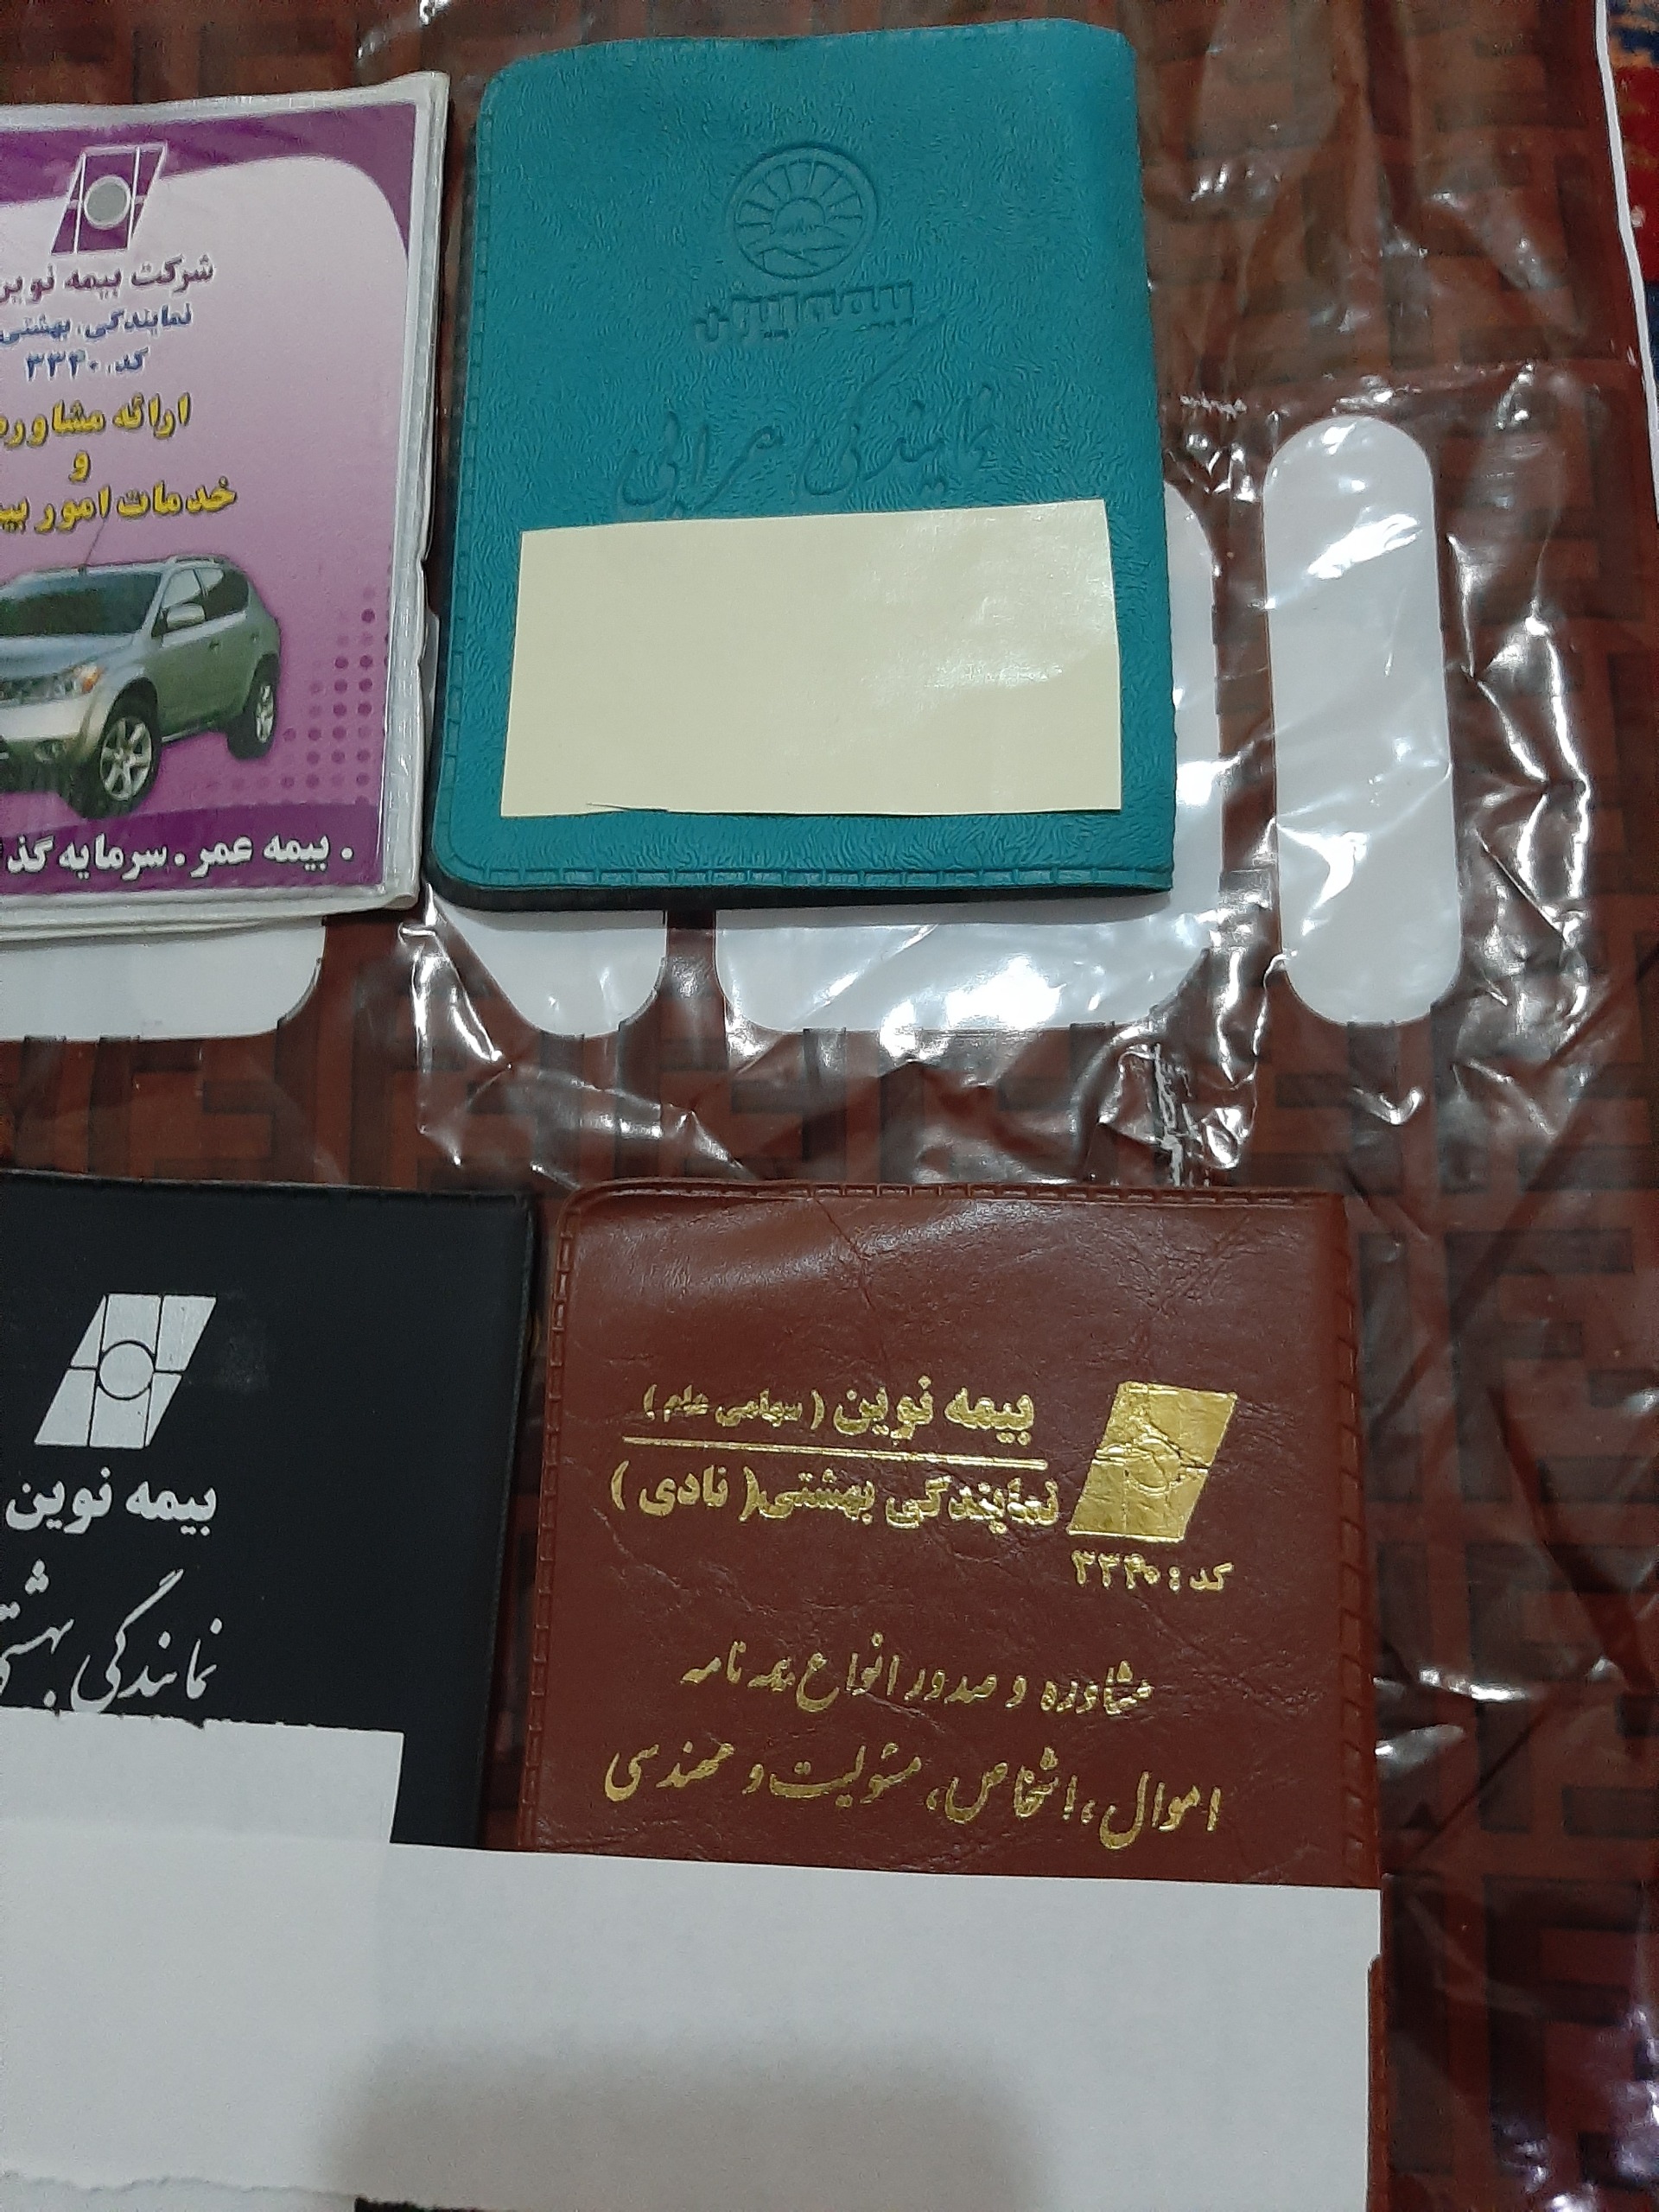 شرکت بیمه نوین
نمایندگی، بهشتی
کد، ۳۳۴۰
ارائه مشاوره
و
خدمات امور
. بیمه عمر . سرمایه گذ
بیمه ایران
نمایندگی
بیمه نوین
نمایندگی
بیمه نوین ( سهامی عام )
نمایندگی بهشتی( نادی )
کد : ۳۳۴۰
مشاوره و صدور انواع بیمه نامه
اموال ، اشخاص ، مسئولیت و مهندسی